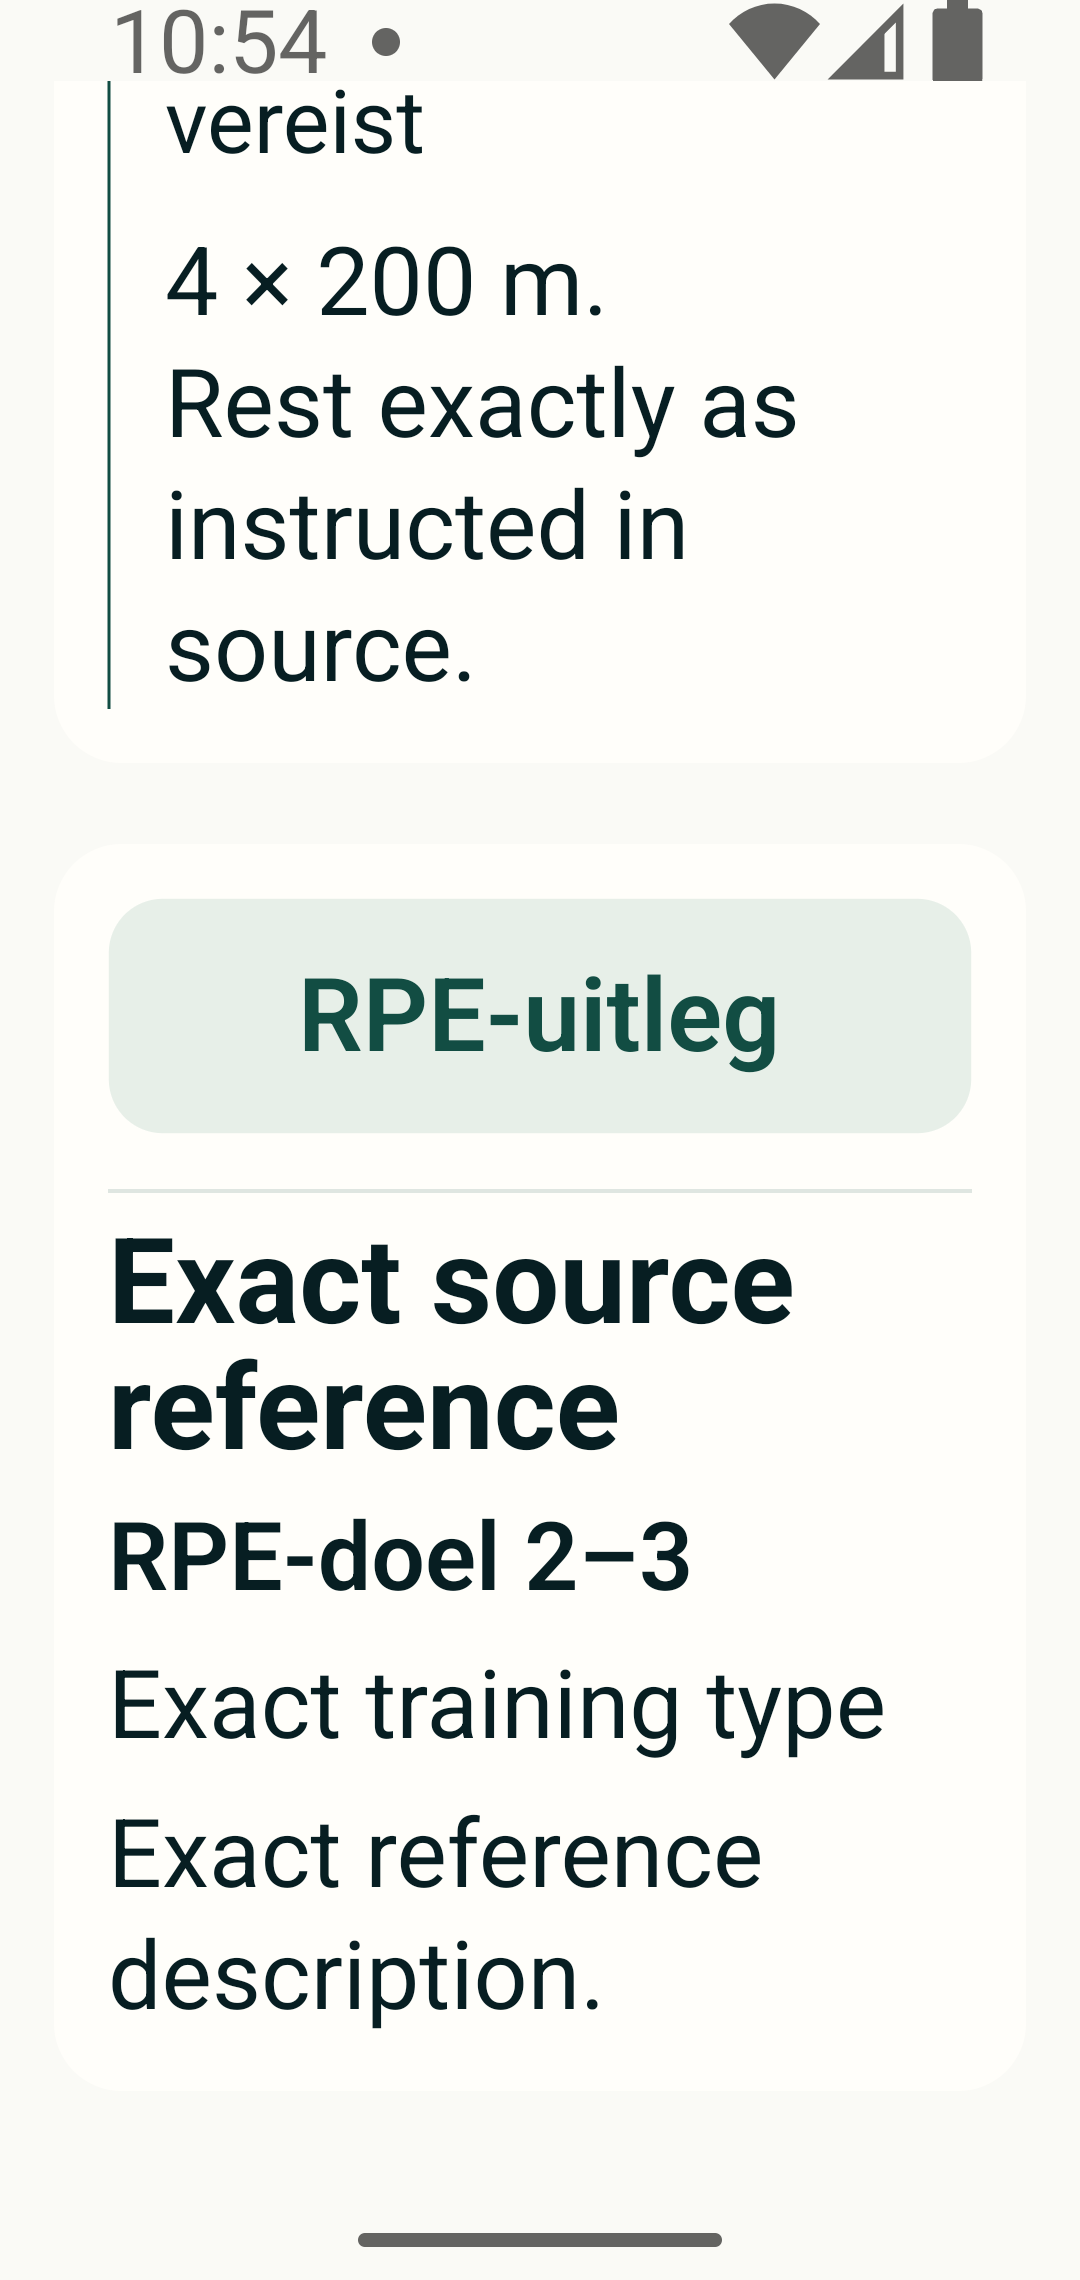 10:54
vereist
4 × 200 m.
Rest exactly as
instructed in
source.
RPE-uitleg
Exact source
reference
RPE-doel 2–3
Exact training type
Exact reference
description.